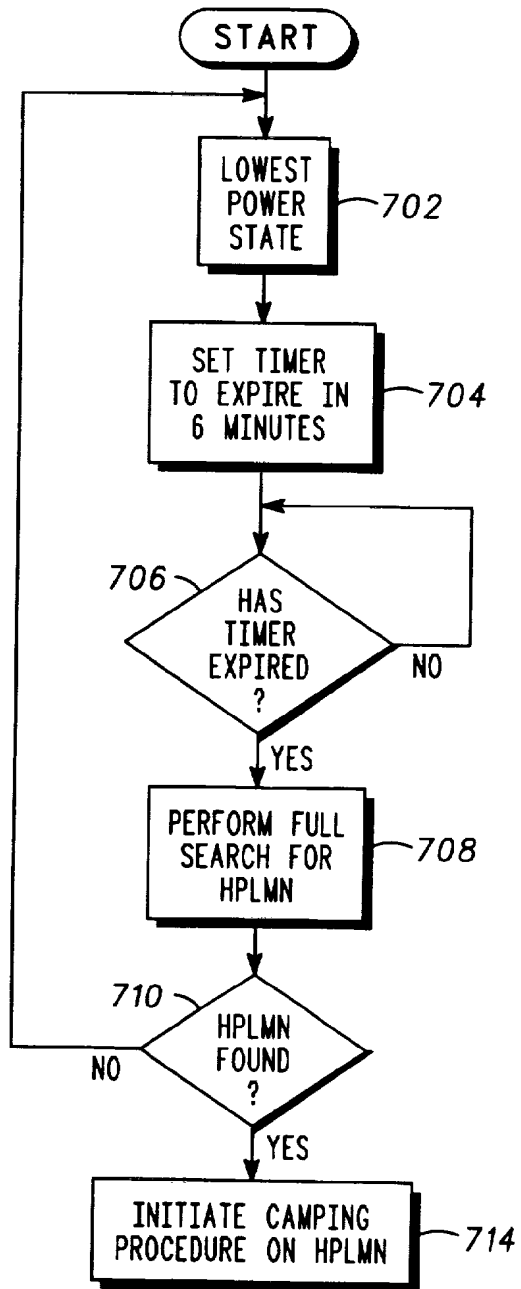 START
LOWEST
POWER
STATE
702
SET TIMER
TO EXPIRE IN
6 MINUTES
704
706
HAS
TIMER
EXPIRED
?
NO
YES
PERFORM FULL
SEARCH FOR
HPLMN
708
710
HPLMN
FOUND
?
NO
YES
INITIATE CAMPING
PROCEDURE ON HPLMN
714